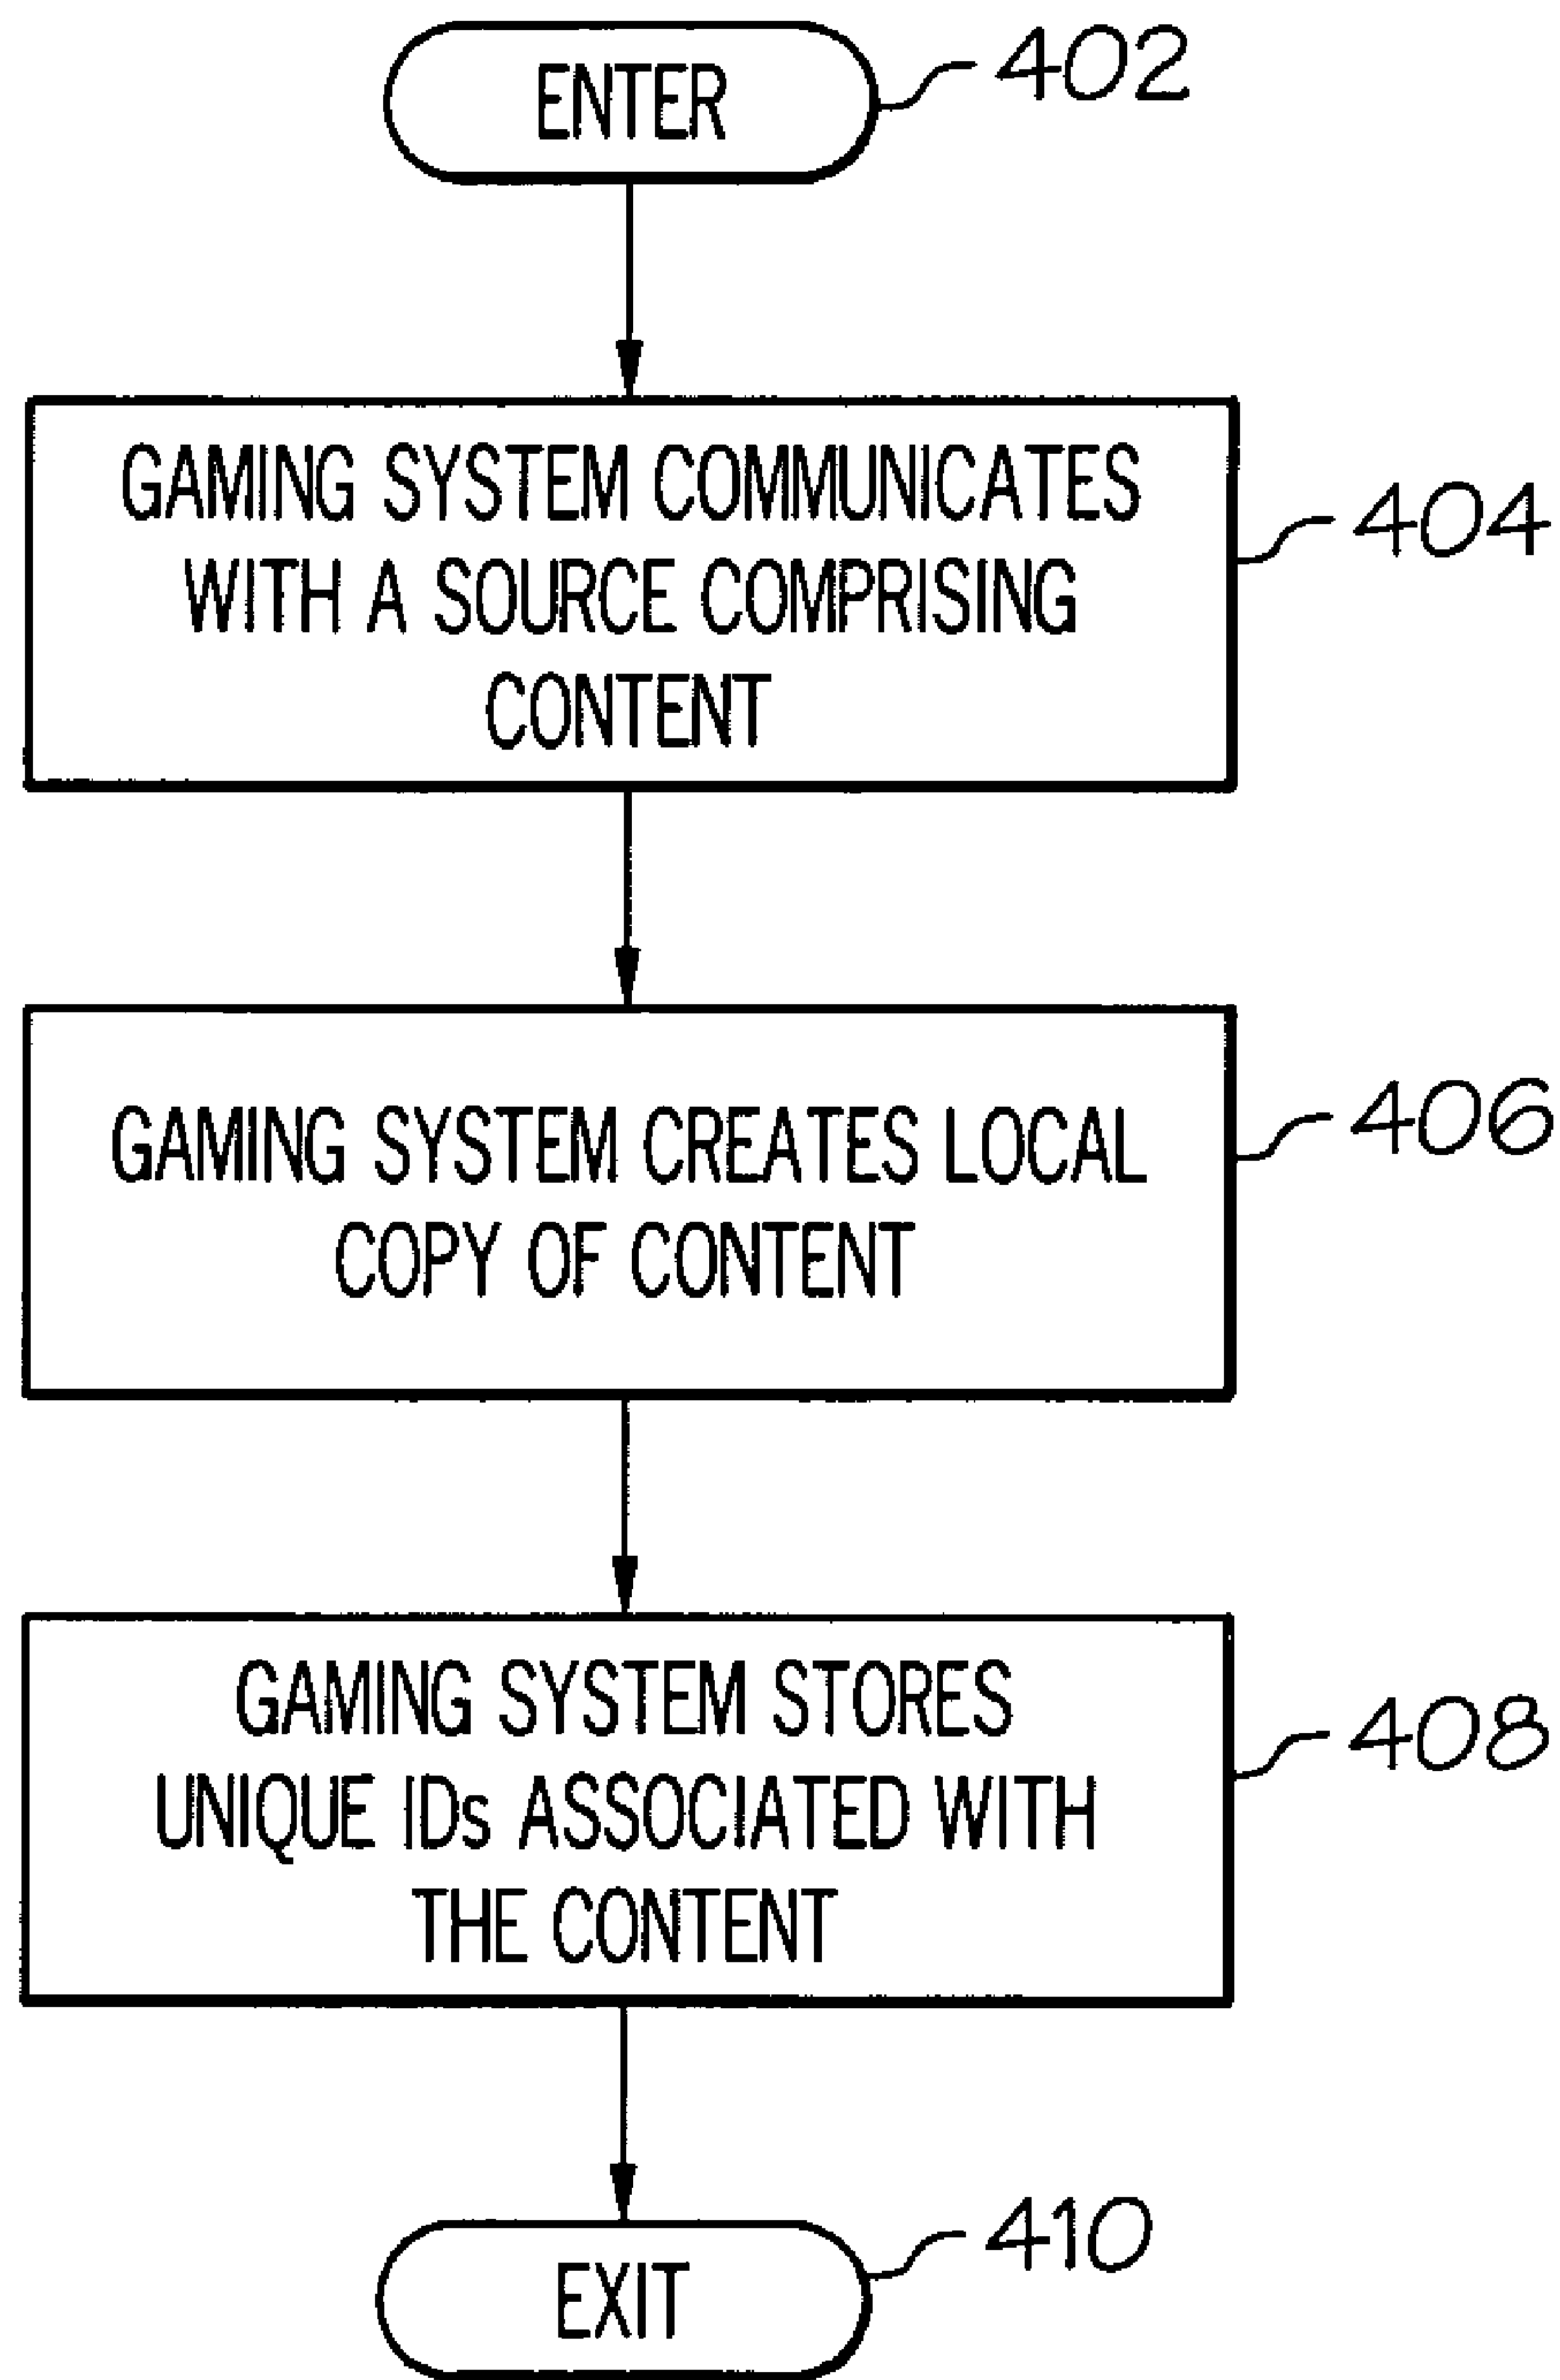 ENTER
402
GAMING SYSTEM COMMUNICATES
WITH A SOURCE COMPRISING
CONTENT
404
GAMING SYSTEM CREATES LOCAL
COPY OF CONTENT
406
GAMING SYSTEM STORES
UNIQUE IDs ASSOCIATED WITH
THE CONTENT
408
EXIT
410